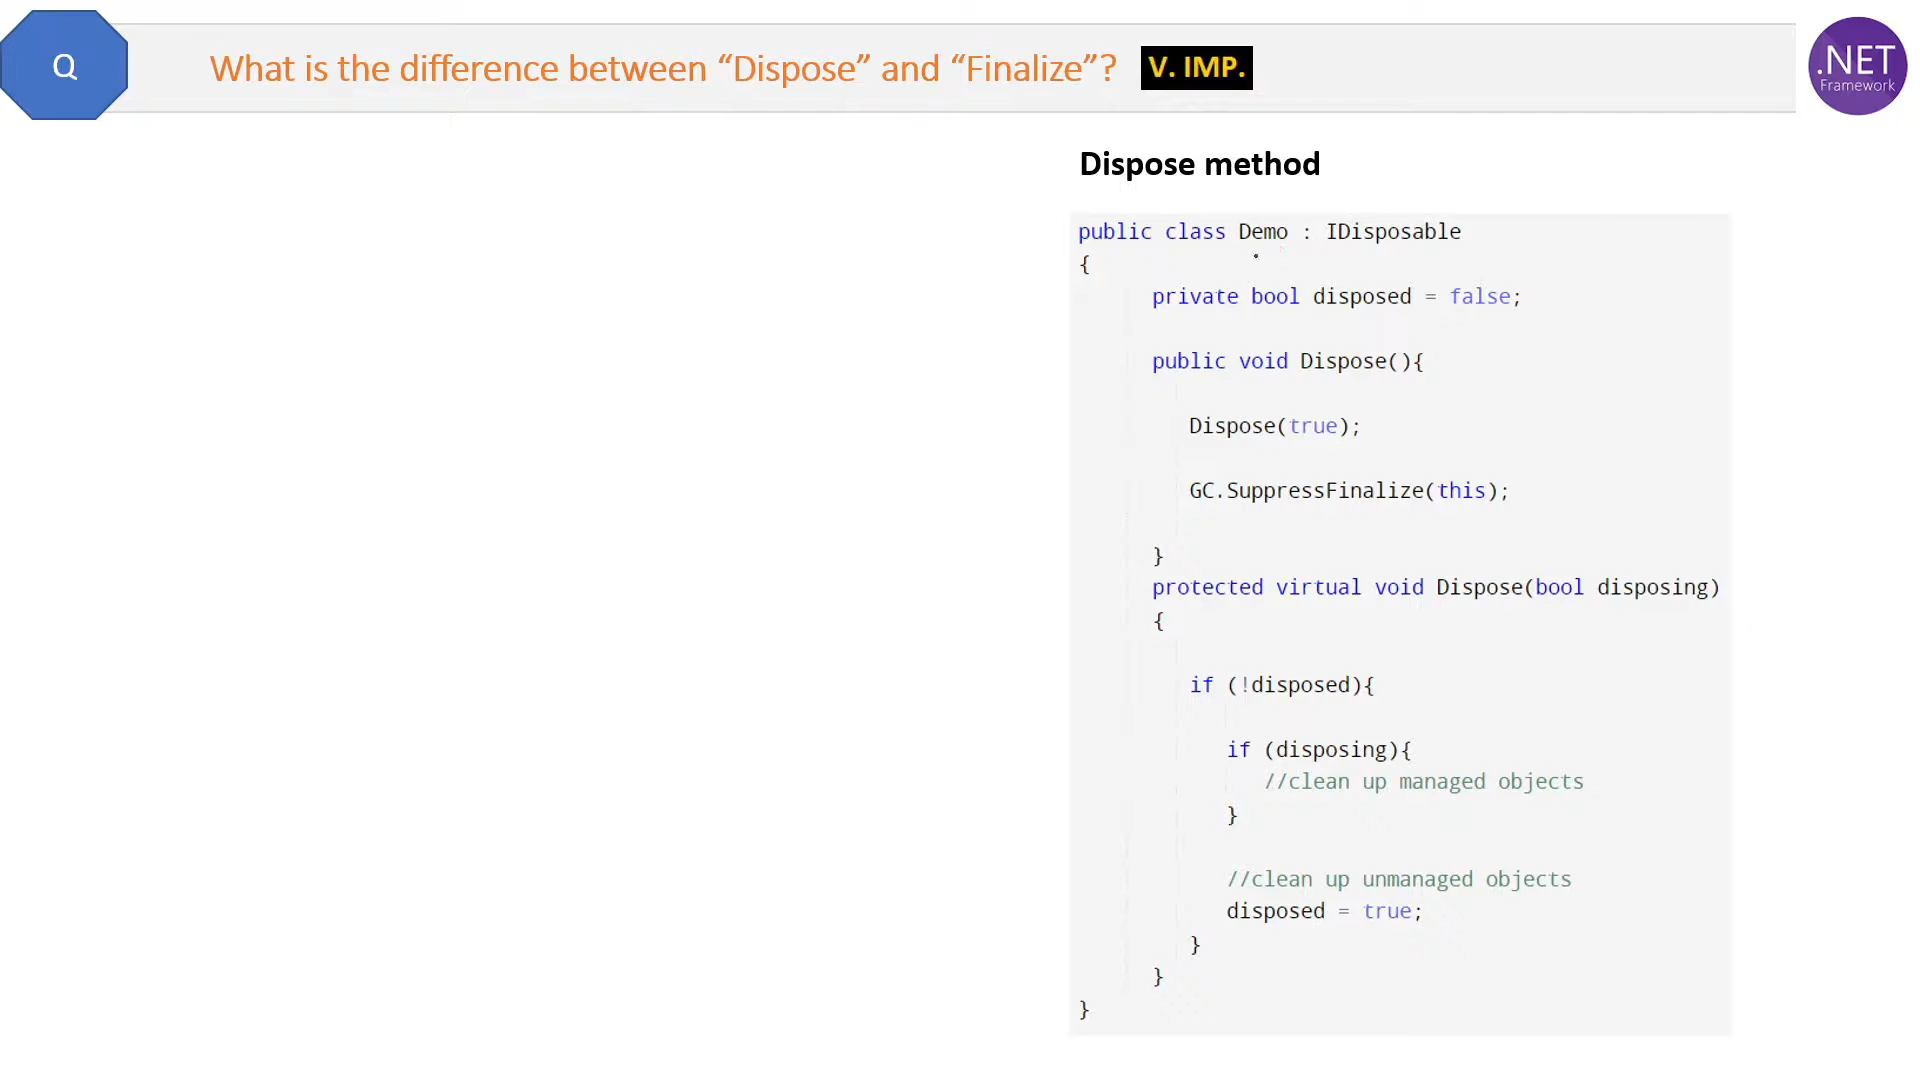 Q
What is the difference between “Dispose” and “Finalize”? V. IMP.
.NET
Framework
Dispose method
public class Demo : IDisposable
{
private bool disposed = false;
public void Dispose(){
Dispose(true);
GC.SuppressFinalize(this);
}
protected virtual void Dispose(bool disposing)
{
if (!disposed){
if (disposing){
//clean up managed objects
}
//clean up unmanaged objects
disposed = true;
}
}
}